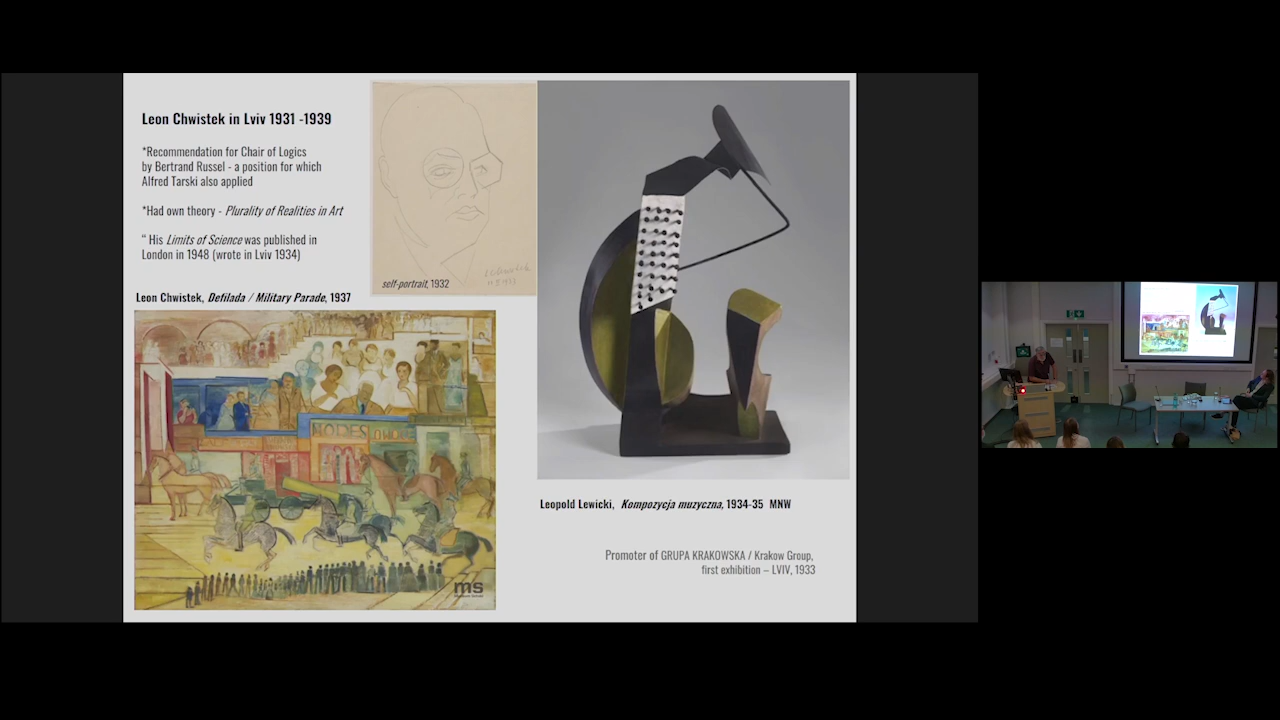 Leon Chwistek in Lviv 1931 -1939
*Recommendation for Chair of Logics
by Bertrand Russel - a position for which
Alfred Tarski also applied
*Had own theory - Plurality of Realities in Art
“ His Limits of Science was published in
London in 1948 (wrote in Lviv 1934)
self-portrait, 1932
Leon Chwistek, Defilada / Military Parade, 1937
MODES
ms
Leopold Lewicki, Kompozycja muzyczna, 1934-35 MNW
Promoter of GRUPA KRAKOWSKA / Krakow Group,
first exhibition – LVIV, 1933